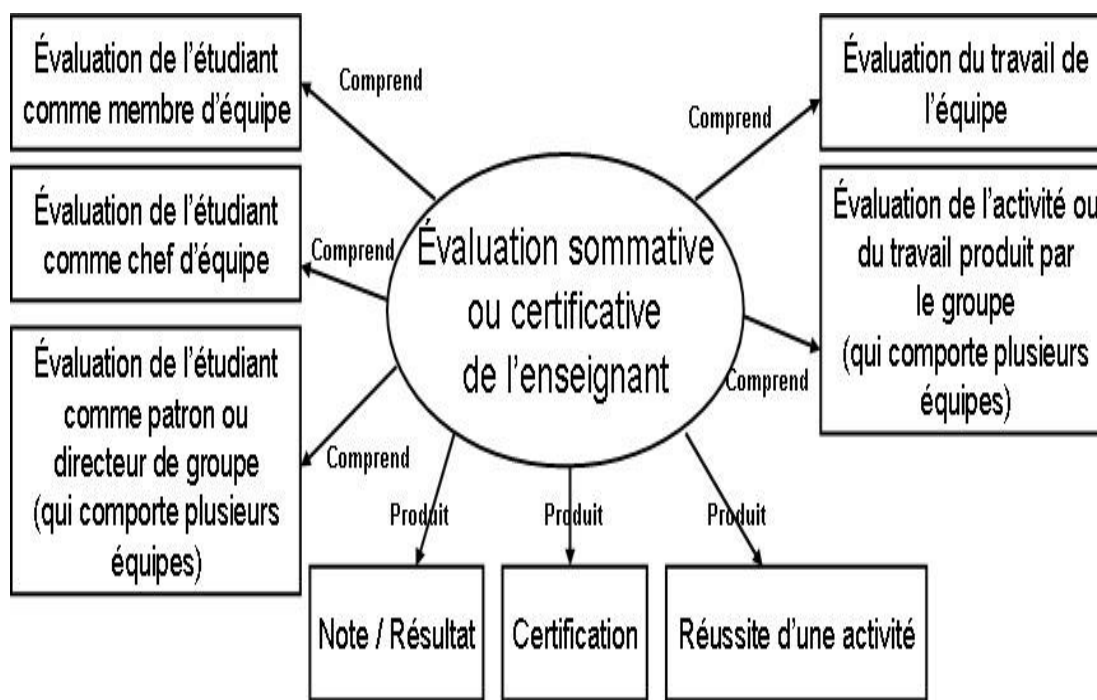 Évaluation de l'étudiant
comme membre d'équipe
Comprend
Évaluation du travail de
l'équipe
Comprend
Évaluation de l'étudiant
comme chef d'équipe
Comprend
Évaluation sommative
ou certificative
de l'enseignant
Évaluation de l'activité ou
du travail produit par
le groupe
(qui comporte plusieurs
équipes)
Comprend
Évaluation de l'étudiant
comme patron ou
directeur de groupe
(qui comporte plusieurs
équipes)
Comprend
Produit
Produit
Produit
Note / Résultat
Certification
Réussite d'une activité